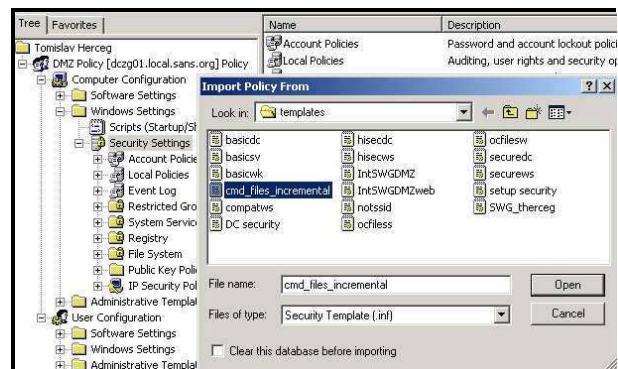 Tree Favorites
Name Description
Tomislav Herceg
DMZ Policy [dczg01.local.sans.org] Policy
Computer Configuration
Software Settings
Windows Settings
Scripts (Startup/Sh
Security Settings
Account Policie
Local Policies
Event Log
Restricted Gro
System Servic
Registry
File System
Public Key Poli
IP Security Pol
Administrative Templat
User Configuration
Software Settings
Windows Settings
Administrative Templat
Account Policies Password and account lockout polici
Local Policies Auditing, user rights and security op
Import Policy From
Look in: templates
basicdc hisecdc ocfilesw
basicsv hisecws securedc
basicwk IntSWGDMZ securews
cmd_files_incremental IntSWGDMZweb setup security
compatws notssid SWG_therceg
DC security ocfiless
File name: cmd_files_incremental Open
Files of type: Security Template (.inf) Cancel
Clear this database before importing